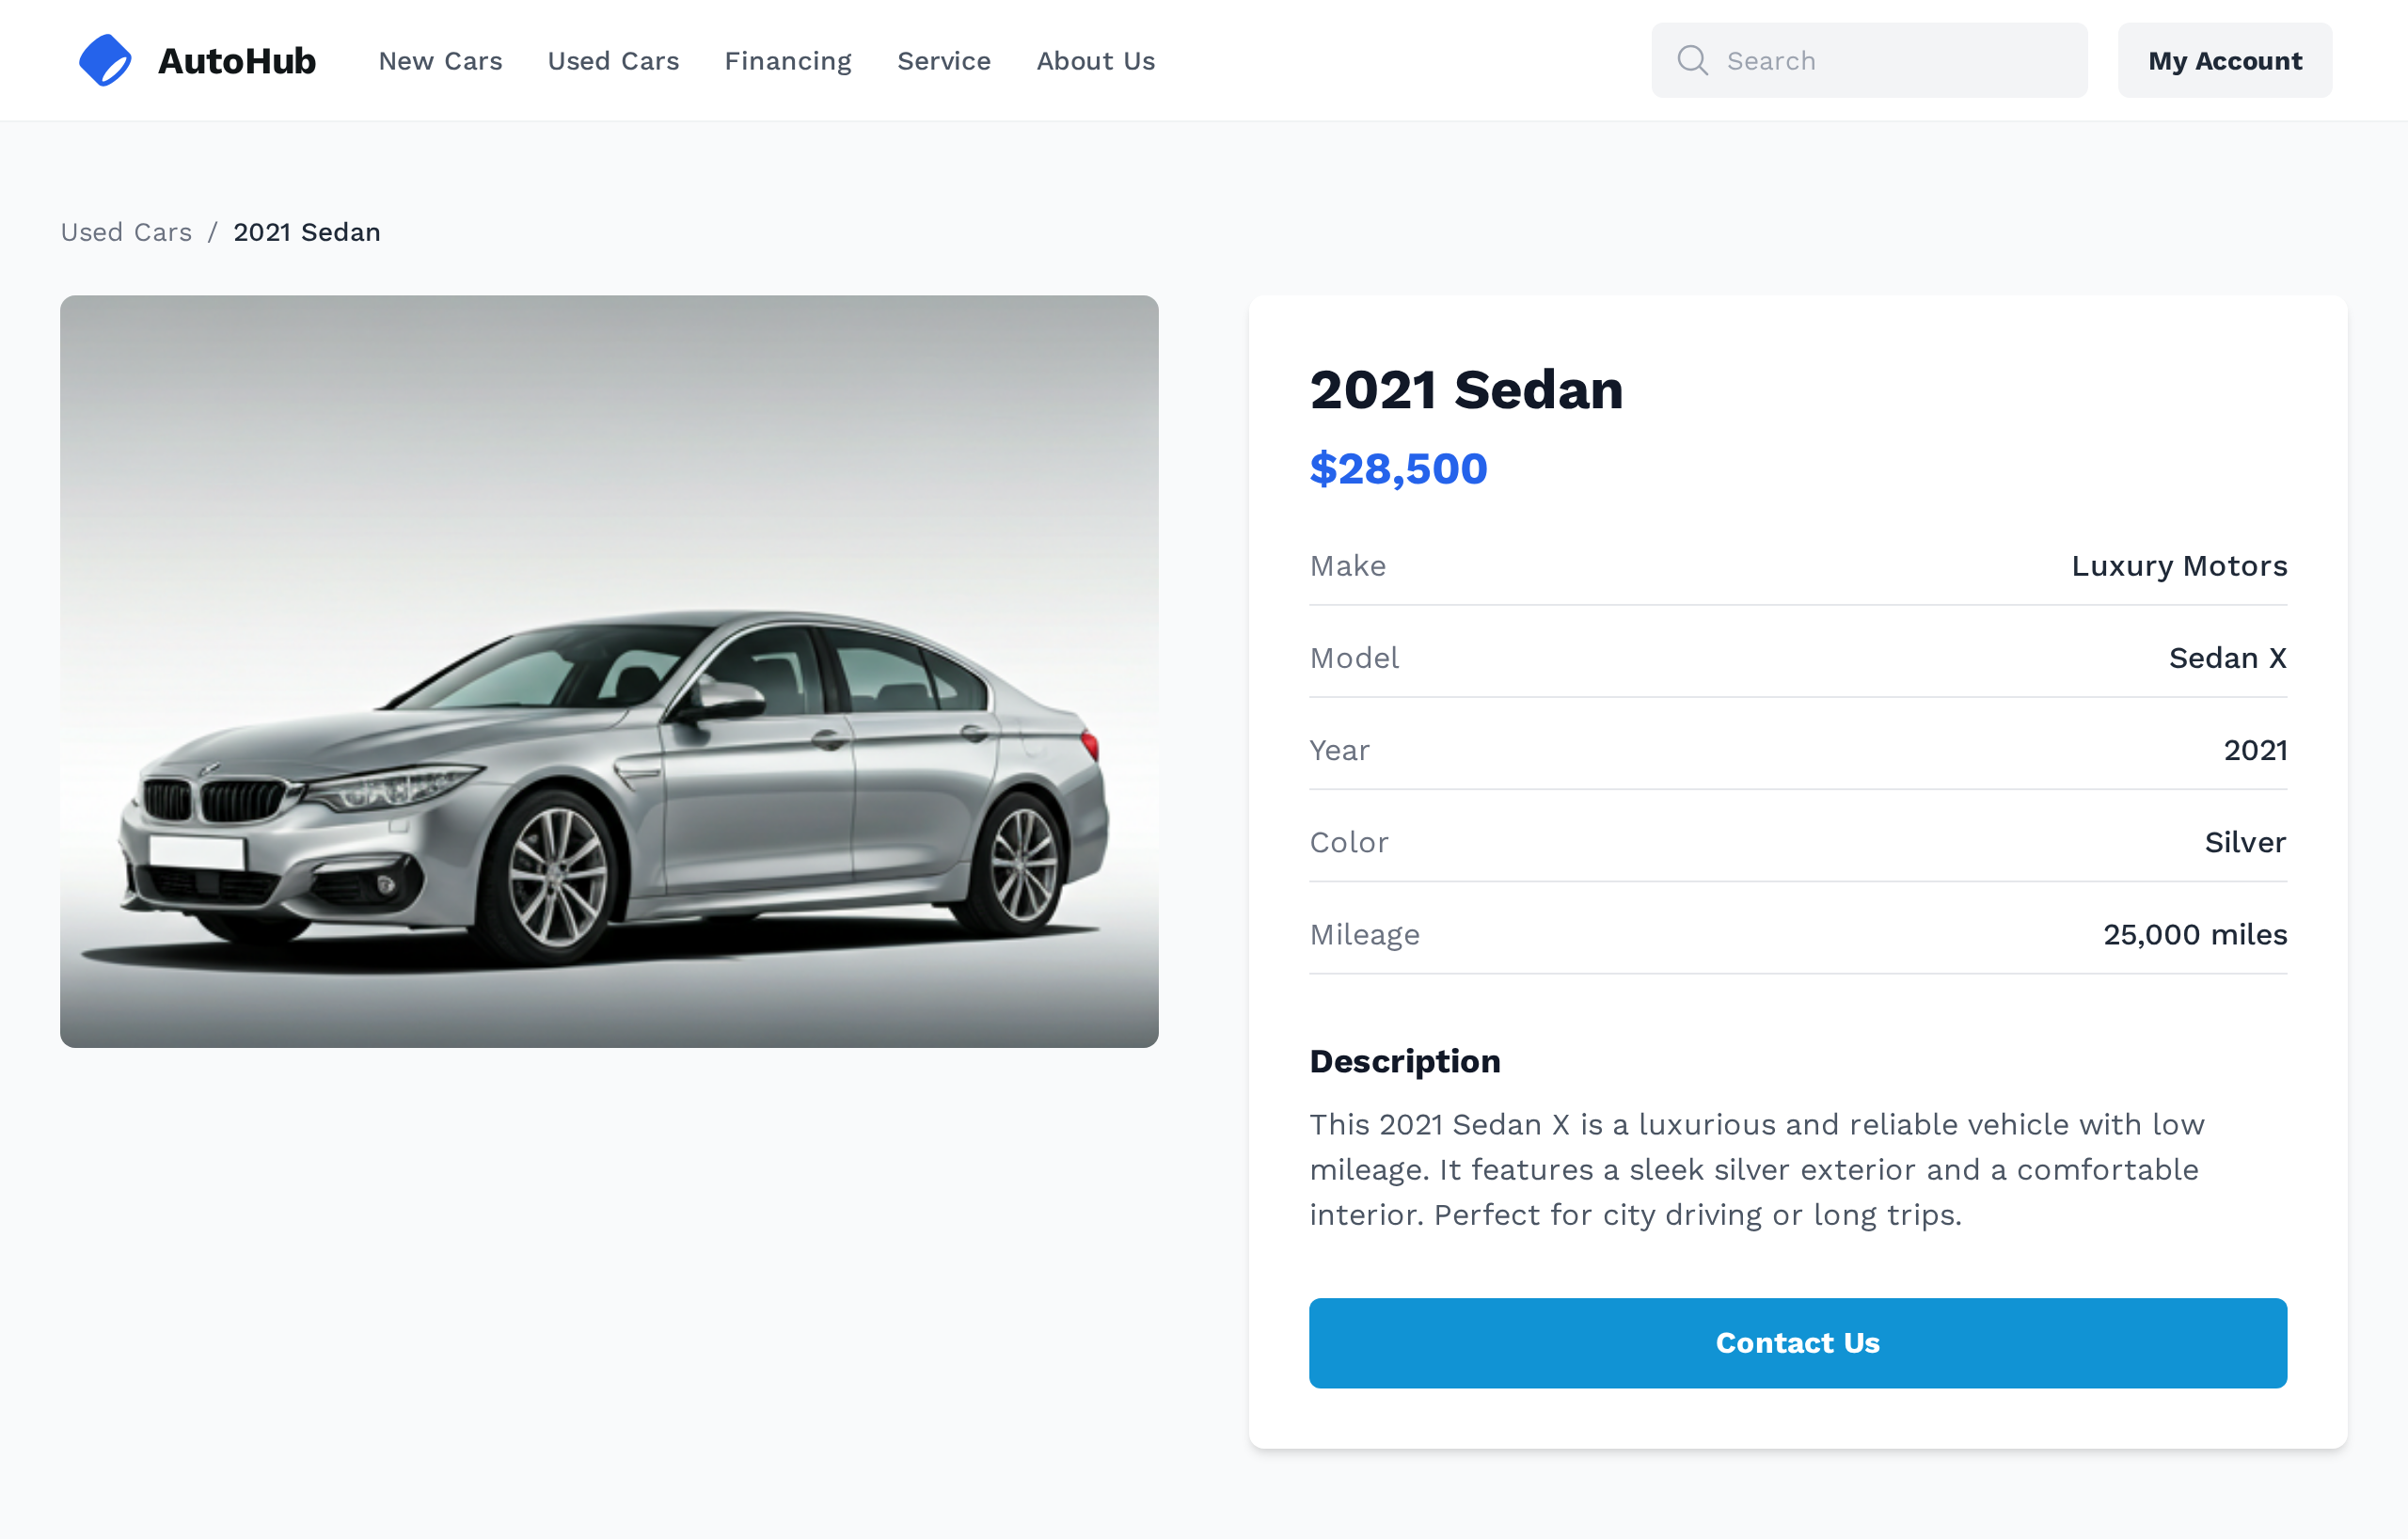 AutoHub
New Cars
Used Cars
Financing
Service
About Us
Search
My Account
Used Cars / 2021 Sedan
2021 Sedan
$28,500
Make Luxury Motors
Model Sedan X
Year 2021
Color Silver
Mileage 25,000 miles
Description
This 2021 Sedan X is a luxurious and reliable vehicle with low
mileage. It features a sleek silver exterior and a comfortable
interior. Perfect for city driving or long trips.
Contact Us